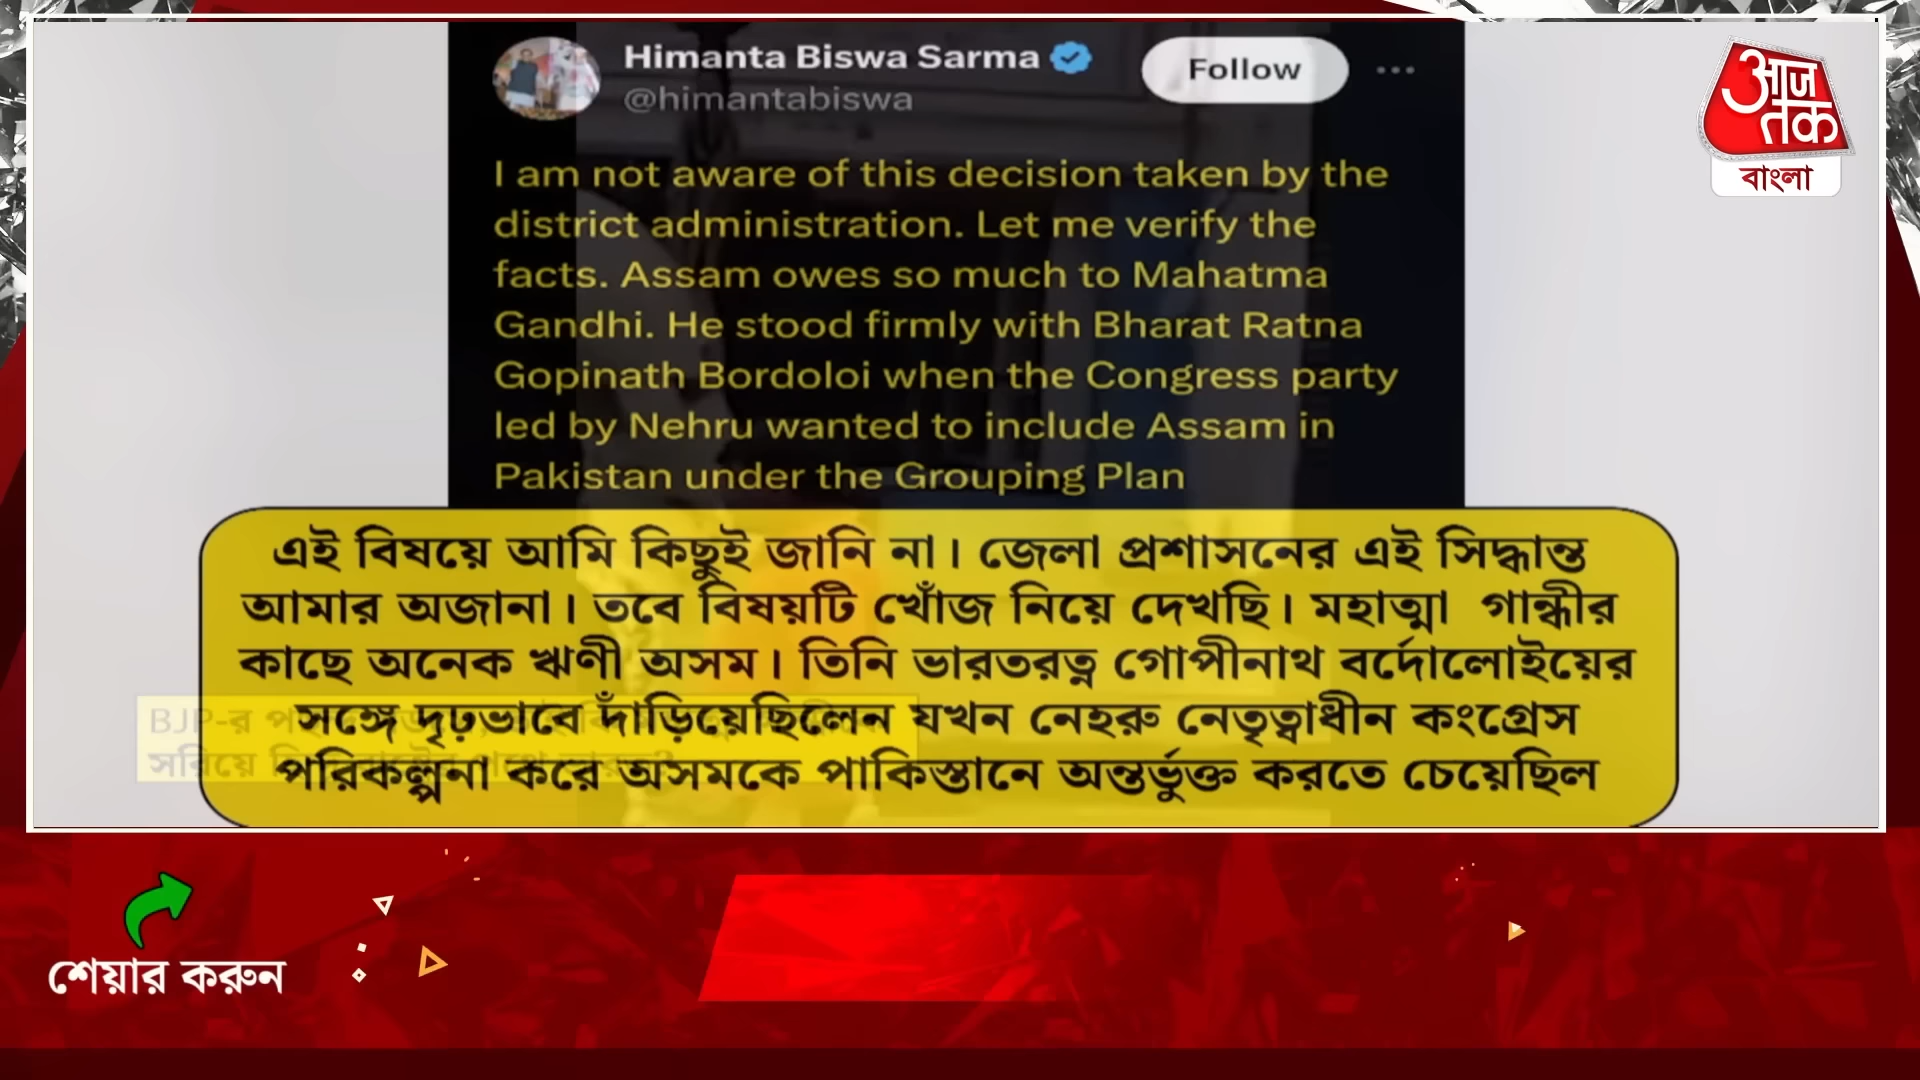 Himanta Biswa Sarma
@himantabiswa
Follow
I am not aware of this decision taken by the
district administration. Let me verify the
facts. Assam owes so much to Mahatma
Gandhi. He stood firmly with Bharat Ratna
Gopinath Bordoloi when the Congress party
led by Nehru wanted to include Assam in
Pakistan under the Grouping Plan
आज
तक
বাংলা
এই বিষয়ে আমি কিছুই জানি না। জেলা প্রশাসনের এই সিদ্ধান্ত
আমার অজানা। তবে বিষয়টি খোঁজ নিয়ে দেখছি। মহাত্মা গান্ধীর
কাছে অনেক ঋণী অসম। তিনি ভারতরত্ন গোপীনাথ বর্দোলোইয়ের
সঙ্গে দৃঢ়ভাবে দাঁড়িয়েছিলেন যখন নেহরু নেতৃত্বাধীন কংগ্রেস
পরিকল্পনা করে অসমকে পাকিস্তানে অন্তর্ভুক্ত করতে চেয়েছিল
BJP-র
সরিয়ে
শেয়ার করুন